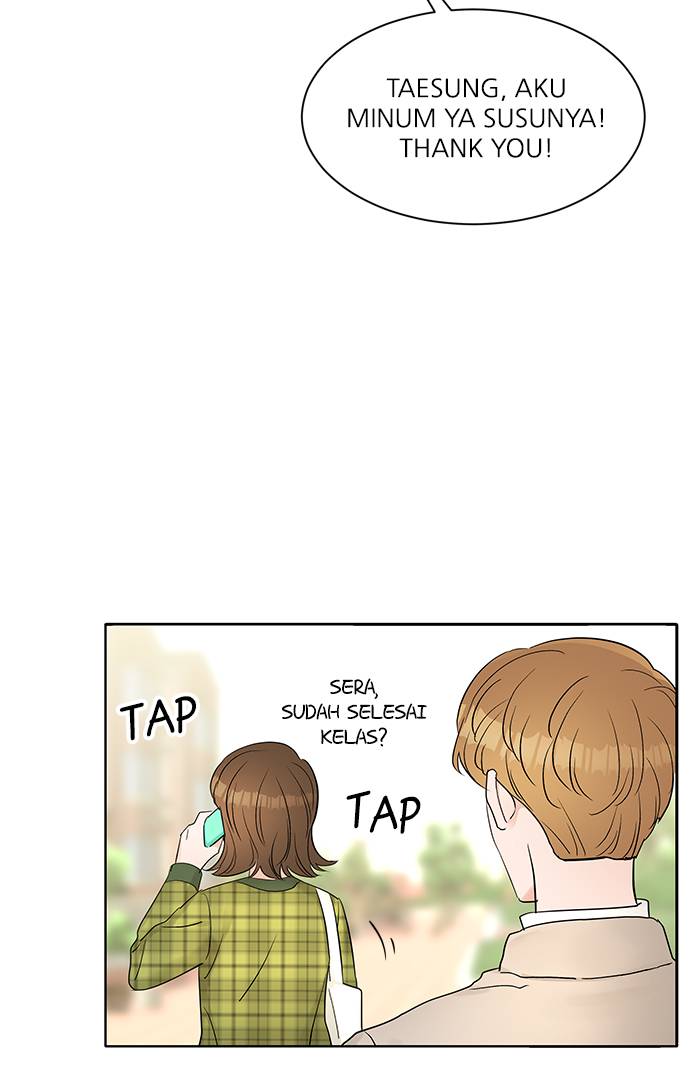 TAESUNG, AKU
MINUM YA SUSUNYA!
THANK YOU!
TAP
SERA,
SUDAH SELESAI
KELAS?
TAP